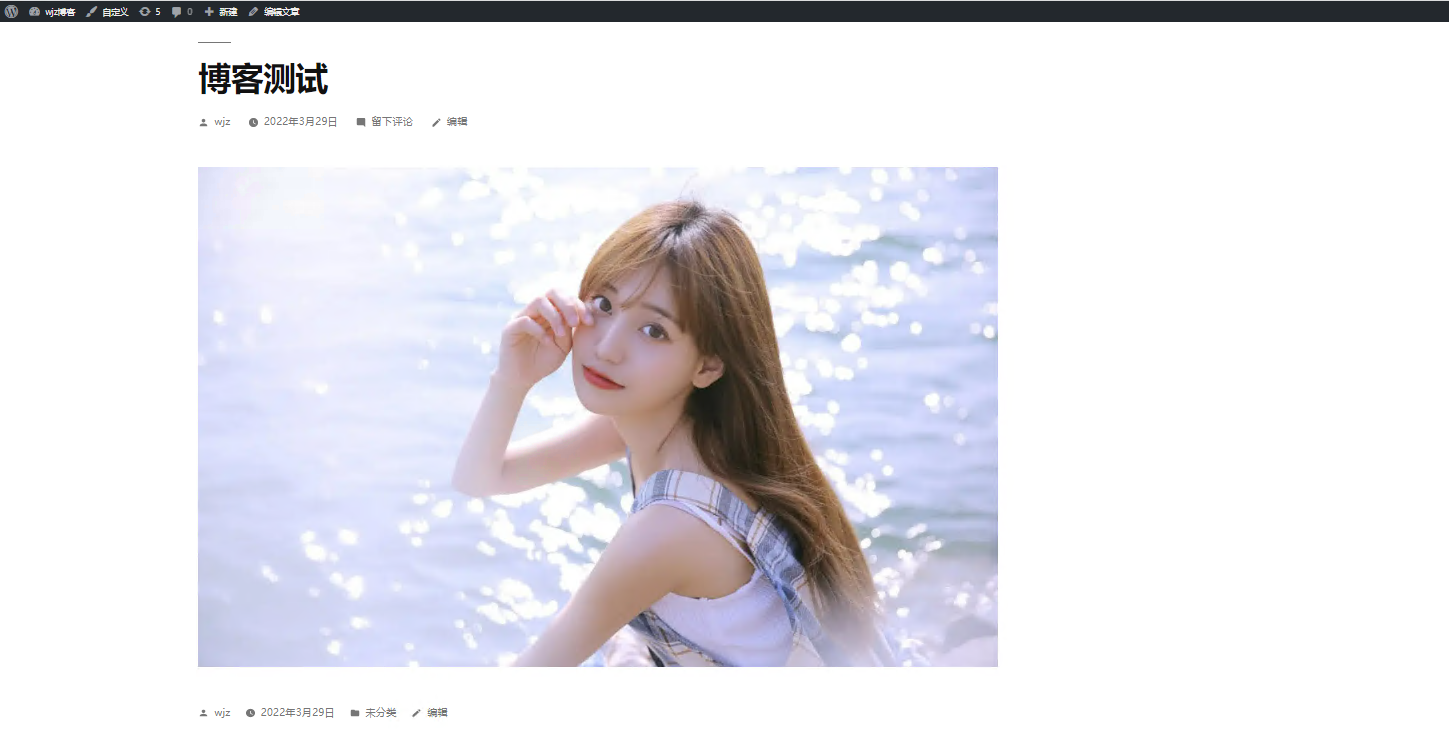 wjz博客 自定义 5 0 新建 编辑文章
博客测试
wjz 2022年3月29日 留下评论 编辑
wjz 2022年3月29日 未分类 编辑